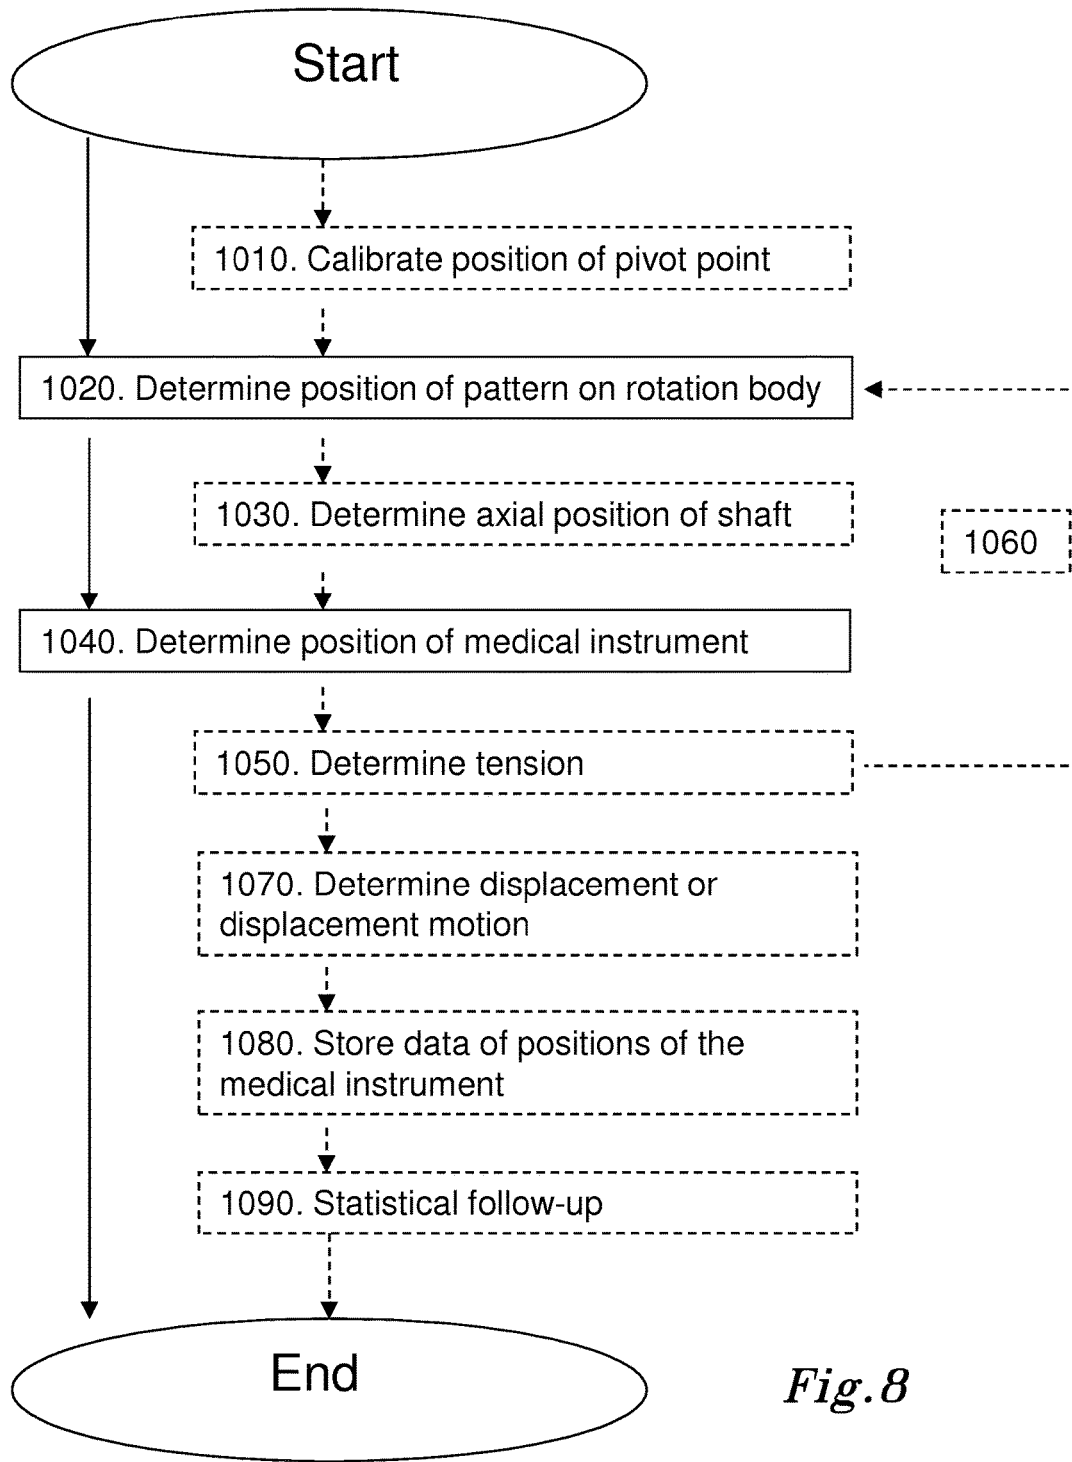 Start
1010. Calibrate position of pivot point
1020. Determine position of pattern on rotation body
1030. Determine axial position of shaft
1060
1040. Determine position of medical instrument
1050. Determine tension
1070. Determine displacement or
displacement motion
1080. Store data of positions of the
medical instrument
1090. Statistical follow-up
End
Fig.8